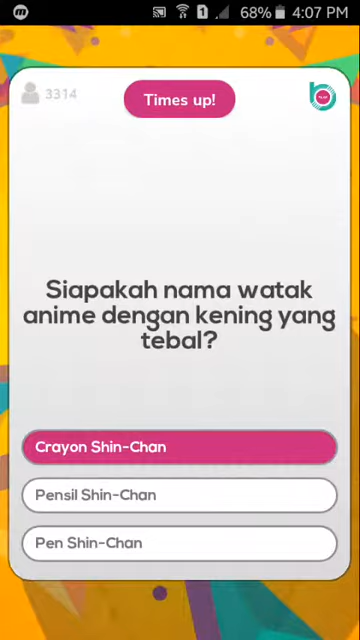 68% 4:07 PM
3314
Times up!
Siapakah nama watak
anime dengan kening yang
tebal?
Crayon Shin-Chan
Pensil Shin-Chan
Pen Shin-Chan